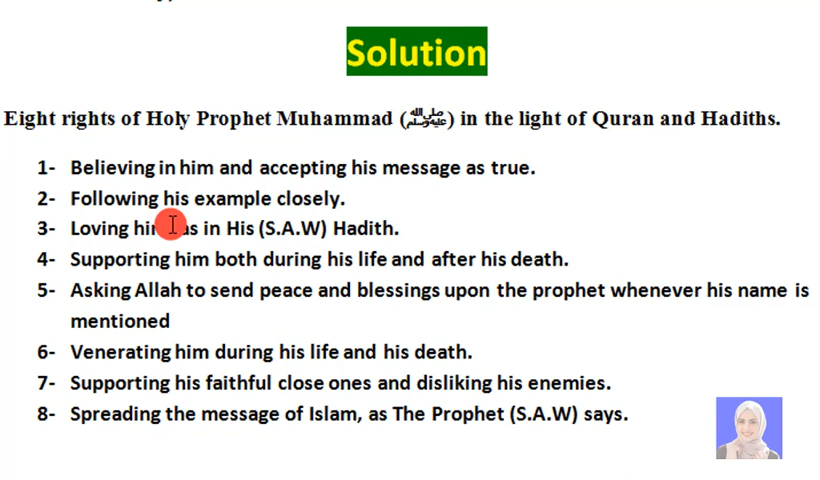 Solution
Eight rights of Holy Prophet Muhammad (ﷺ) in the light of Quran and Hadiths.
1- Believing in him and accepting his message as true.
2- Following his example closely.
3- Loving him as in His (S.A.W) Hadith.
4- Supporting him both during his life and after his death.
5- Asking Allah to send peace and blessings upon the prophet whenever his name is
mentioned
6- Venerating him during his life and his death.
7- Supporting his faithful close ones and disliking his enemies.
8- Spreading the message of Islam, as The Prophet (S.A.W) says.